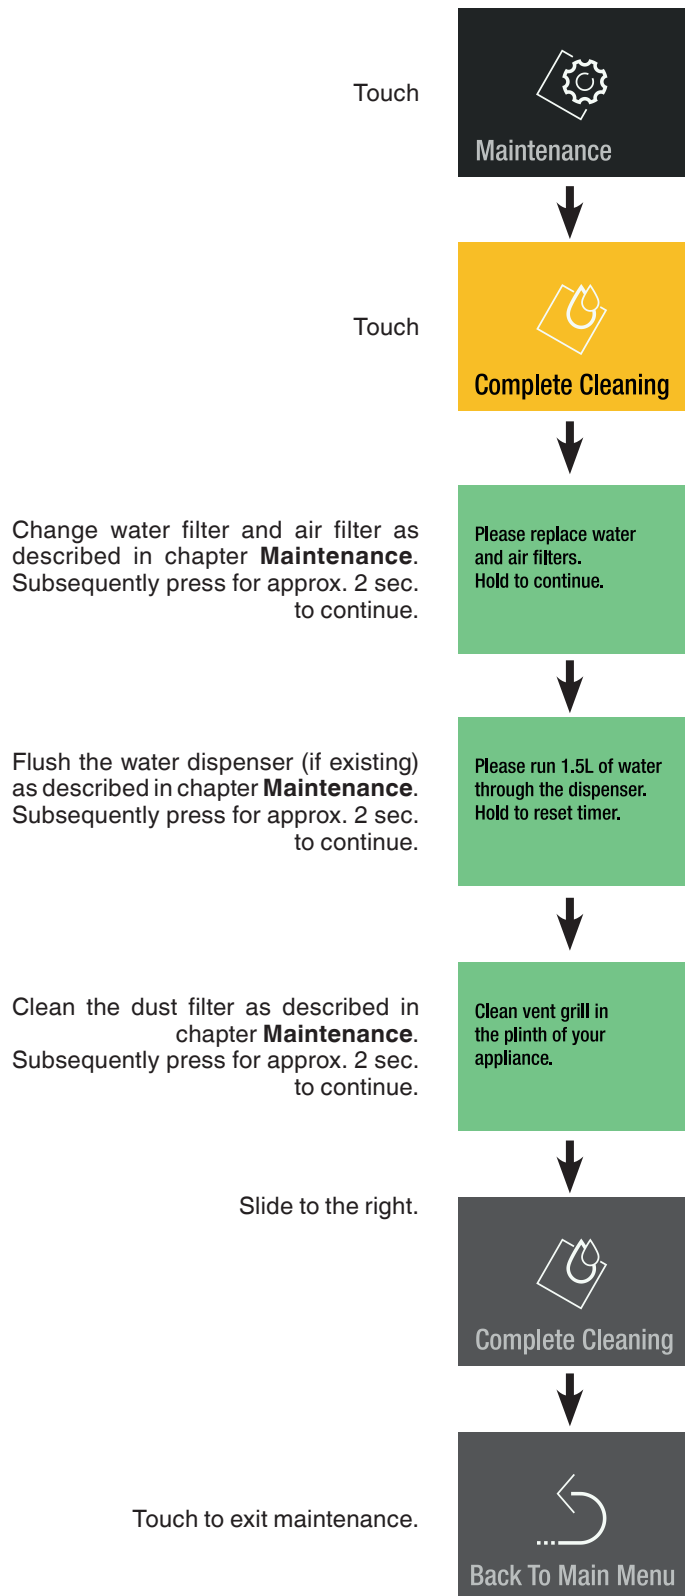 Touch
Maintenance
Touch
Complete Cleaning
Change water filter and air filter as
described in chapter Maintenance.
Subsequently press for approx. 2 sec.
to continue.
Please replace water
and air filters.
Hold to continue.
Flush the water dispenser (if existing)
as described in chapter Maintenance.
Subsequently press for approx. 2 sec.
to continue.
Please run 1.5L of water
through the dispenser.
Hold to reset timer.
Clean the dust filter as described in
chapter Maintenance.
Subsequently press for approx. 2 sec.
to continue.
Clean vent grill in
the plinth of your
appliance.
Slide to the right.
Complete Cleaning
Touch to exit maintenance.
Back To Main Menu